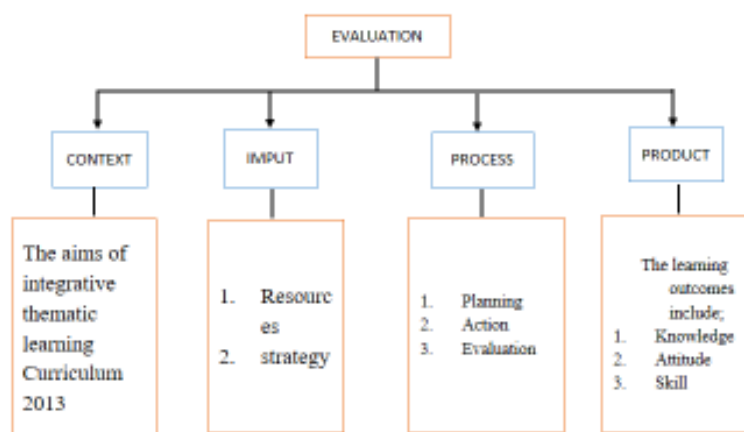 EVALUATION
CONTEXT
IMPUT
PROCESS
PRODUCT
The aims of
integrative
thematic
learning
Curriculum
2013
1. Resourc
es
2. strategy
1. Planning
2. Action
3. Evaluation
The learning
outcomes
include;
1. Knowledge
2. Attitude
3. Skill